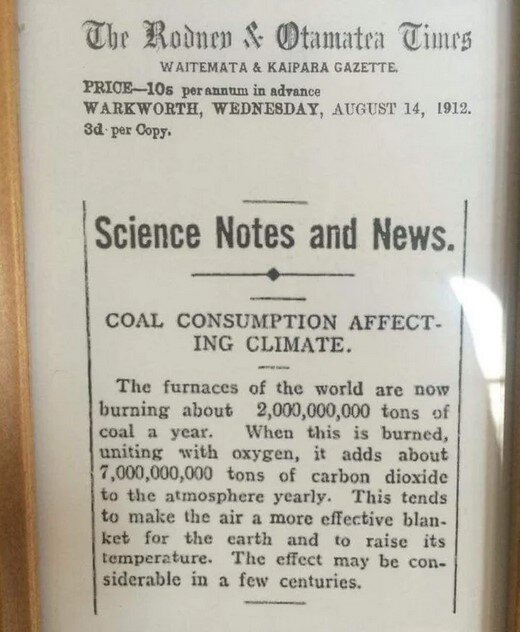 The Rodney & Otamatea Times
WAITEMATA & KAIPARA GAZETTE.
PRICE—10s per annum in advance
WARKWORTH, WEDNESDAY, AUGUST 14, 1912.
3d per Copy.
Science Notes and News.
COAL CONSUMPTION AFFECT-
ING CLIMATE.
The furnaces of the world are now
burning about 2,000,000,000 tons of
coal a year. When this is burned,
uniting with oxygen, it adds about
7,000,000,000 tons of carbon dioxide
to the atmosphere yearly. This tends
to make the air a more effective blan-
ket for the earth and to raise its
temperature. The effect may be con-
siderable in a few centuries.